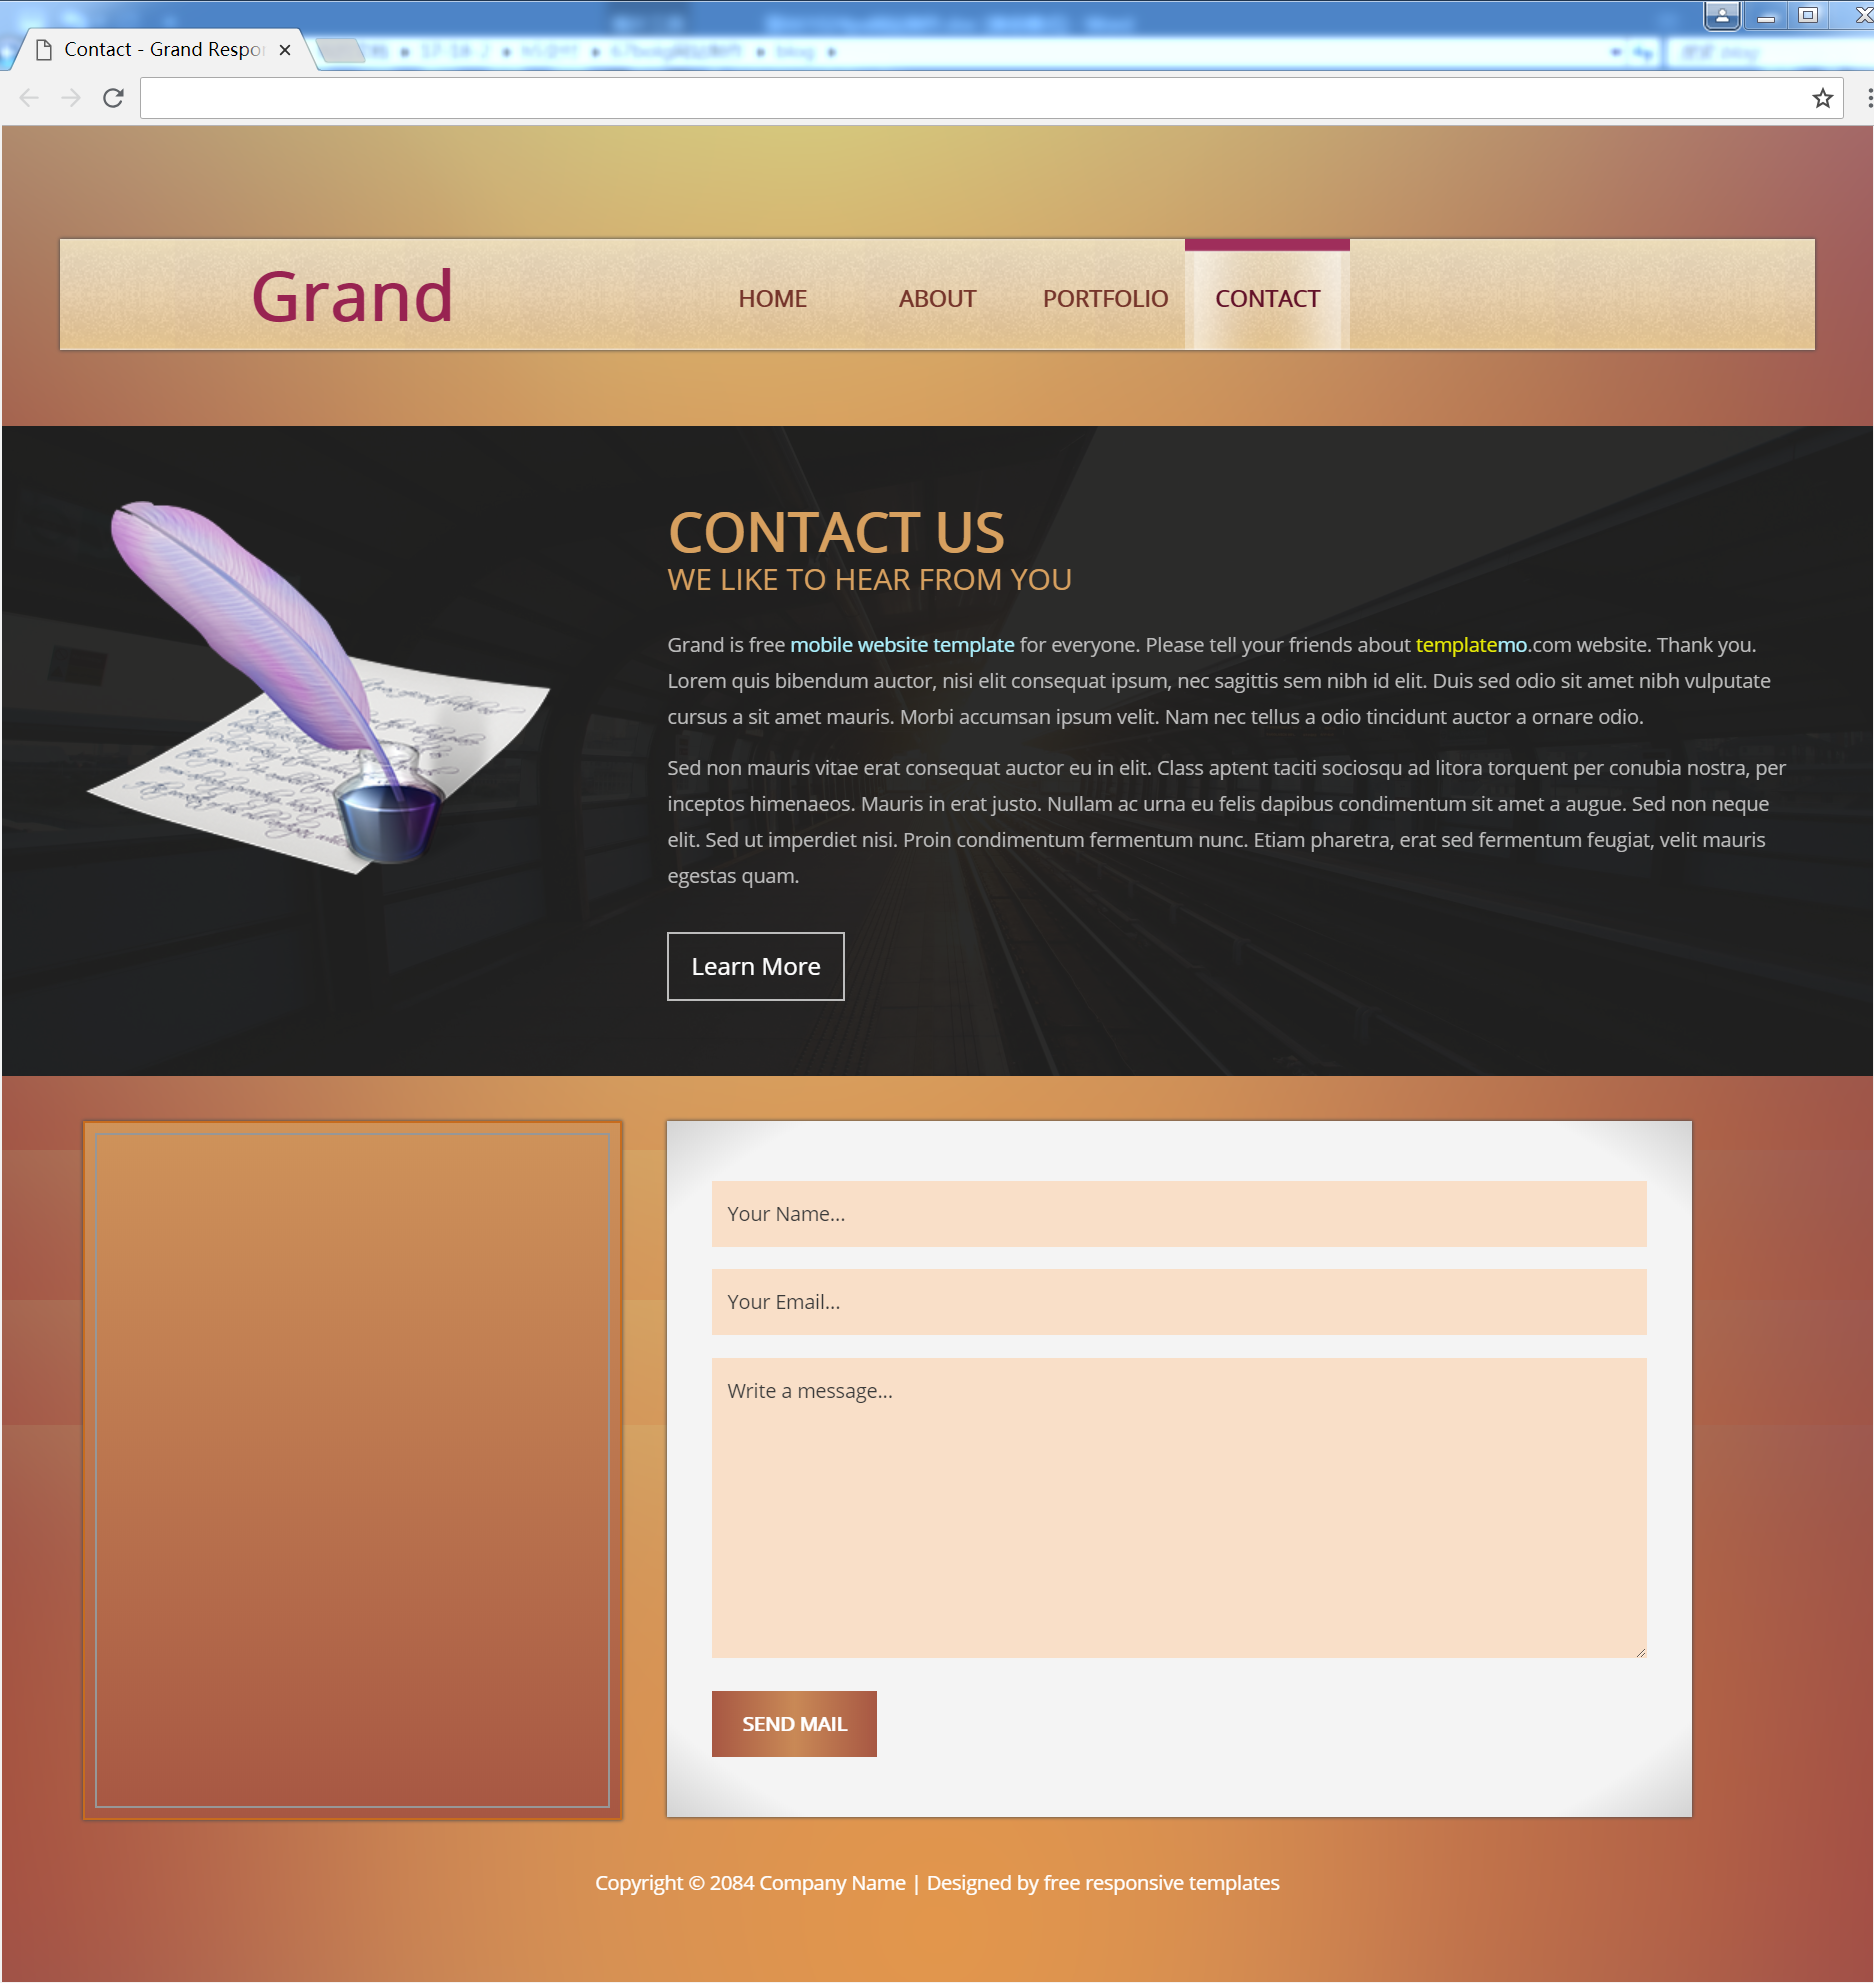 Contact - Grand Respo
Grand
HOME ABOUT PORTFOLIO CONTACT
CONTACT US
WE LIKE TO HEAR FROM YOU
Grand is free mobile website template for everyone. Please tell your friends about templatemo.com website. Thank you.
Lorem quis bibendum auctor, nisi elit consequat ipsum, nec sagittis sem nibh id elit. Duis sed odio sit amet nibh vulputate
cursus a sit amet mauris. Morbi accumsan ipsum velit. Nam nec tellus a odio tincidunt auctor a ornare odio.
Sed non mauris vitae erat consequat auctor eu in elit. Class aptent taciti sociosqu ad litora torquent per conubia nostra, per
inceptos himenaeos. Mauris in erat justo. Nullam ac urna eu felis dapibus condimentum sit amet a augue. Sed non neque
elit. Sed ut imperdiet nisi. Proin condimentum fermentum nunc. Etiam pharetra, erat sed fermentum feugiat, velit mauris
egestas quam.
Learn More
Your Name...
Your Email...
Write a message...
SEND MAIL
Copyright © 2084 Company Name | Designed by free responsive templates